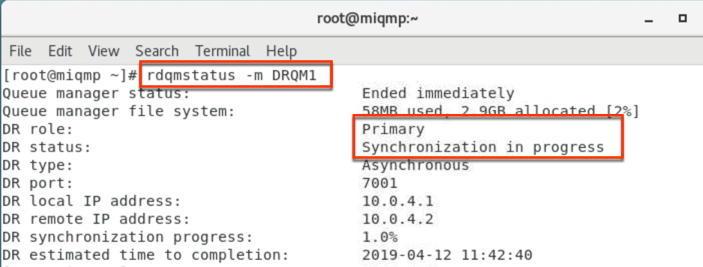 root@miqmp:~
File Edit View Search Terminal Help
[root@miqmp ~]# rdqmstatus -m DRQM1
Queue manager status: Ended immediately
Queue manager file system: 58MB used, 2.9GB allocated [2%]
DR role: Primary
DR status: Synchronization in progress
DR type: Asynchronous
DR port: 7001
DR local IP address: 10.0.4.1
DR remote IP address: 10.0.4.2
DR synchronization progress: 1.0%
DR estimated time to completion: 2019-04-12 11:42:40